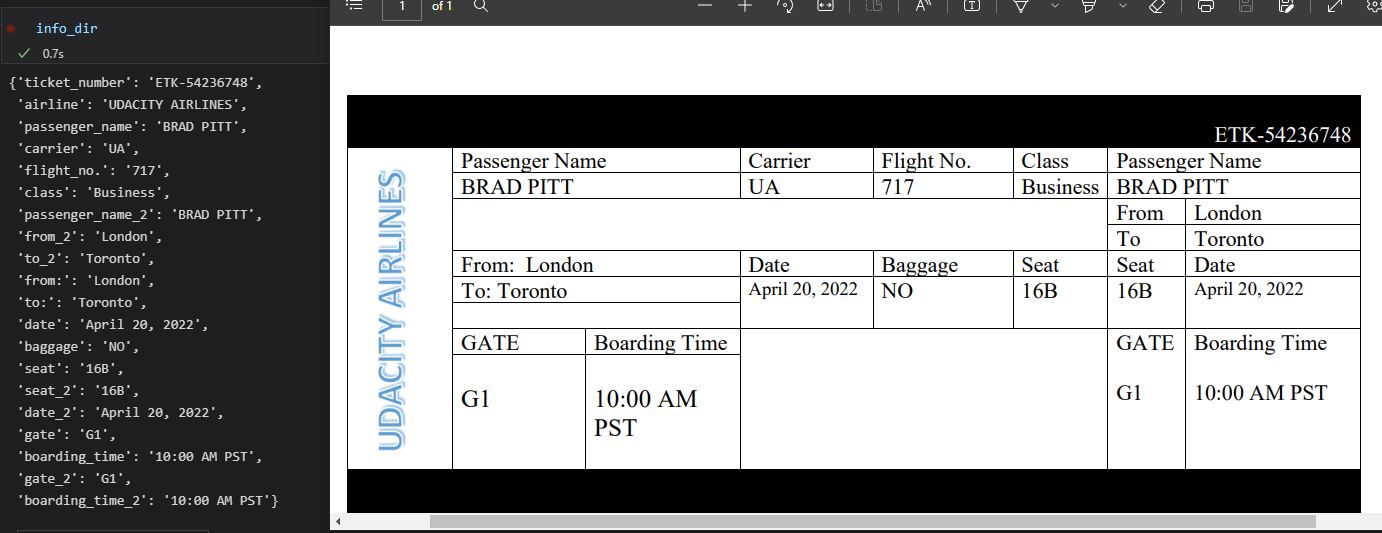 info_dir
0.7s
{'ticket_number': 'ETK-54236748',
'airline': 'UDACITY AIRLINES',
'passenger_name': 'BRAD PITT',
'carrier': 'UA',
'flight_no.': '717',
'class': 'Business',
'passenger_name_2': 'BRAD PITT',
'from_2': 'London',
'to_2': 'Toronto',
'from:': 'London',
'to:': 'Toronto',
'date': 'April 20, 2022',
'baggage': 'NO',
'seat': '16B',
'seat_2': '16B',
'date_2': 'April 20, 2022',
'gate': 'G1',
'boarding_time': '10:00 AM PST',
'gate_2': 'G1',
'boarding_time_2': '10:00 AM PST'}
1 of 1
ETK-54236748
UDACITY AIRLINES
Passenger Name Carrier Flight No. Class Passenger Name
BRAD PITT UA 717 Business BRAD PITT
From London
To Toronto
From: London Date Baggage Seat Seat Date
To: Toronto April 20, 2022 NO 16B 16B April 20, 2022
GATE Boarding Time GATE Boarding Time
G1 10:00 AM G1 10:00 AM PST
PST